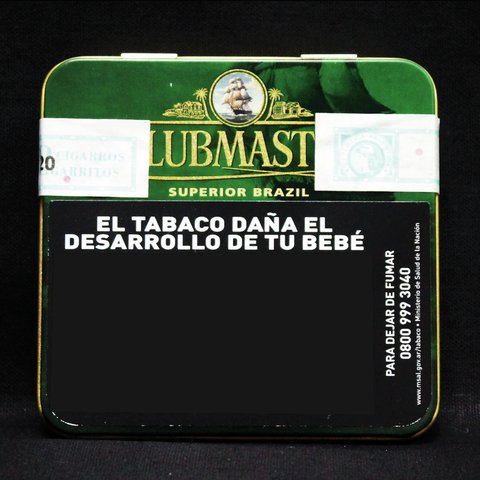 LUBMAST
SUPERIOR BRAZIL
20
CIGARROS
EL TABACO DAÑA EL
DESARROLLO DE TU BEBÉ
PARA DEJAR DE FUMAR
0800 999 3040
www.msal.gov.ar/tabaco • Ministerio de Salud de la Nación